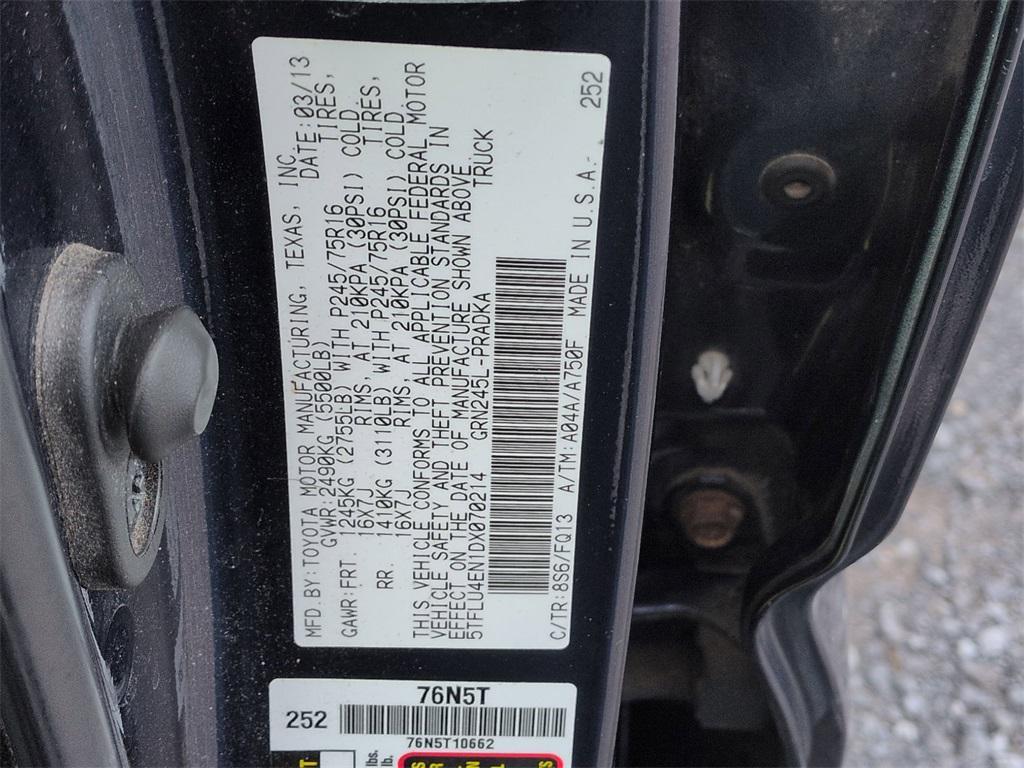 MFD.BY:TOYOTA MOTOR MANUFACTURING, TEXAS, INC.
GVWR:2490KG (5500LB) DATE:03/13
GAWR:FRT. 1245KG (2755LB) WITH P245/75R16 TIRES,
16X7J RIMS, AT 210KPA (30PSI) COLD.
RR. 1410KG (3110LB) WITH P245/75R16 TIRES,
16X7J RIMS, AT 210KPA (30PSI) COLD.
THIS VEHICLE CONFORMS TO ALL APPLICABLE FEDERAL MOTOR
VEHICLE SAFETY AND THEFT PREVENTION STANDARDS IN
EFFECT ON THE DATE OF MANUFACTURE SHOWN ABOVE.
5TFLU4EN1DX070214 GRN245L-PRADKA TRUCK
C/TR:8S6/FQ13 A/TM:A04A/A750F MADE IN U.S.A.-
252
76N5T
252
76N5T10662
lbs.
lb.